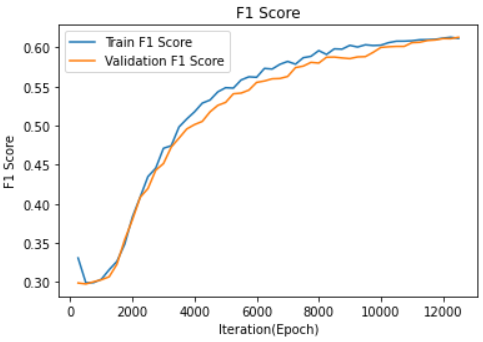 F1 Score
Train F1 Score
Validation F1 Score
F1 Score
0.60
0.55
0.50
0.45
0.40
0.35
0.30
0 2000 4000 6000 8000 10000 12000
Iteration(Epoch)